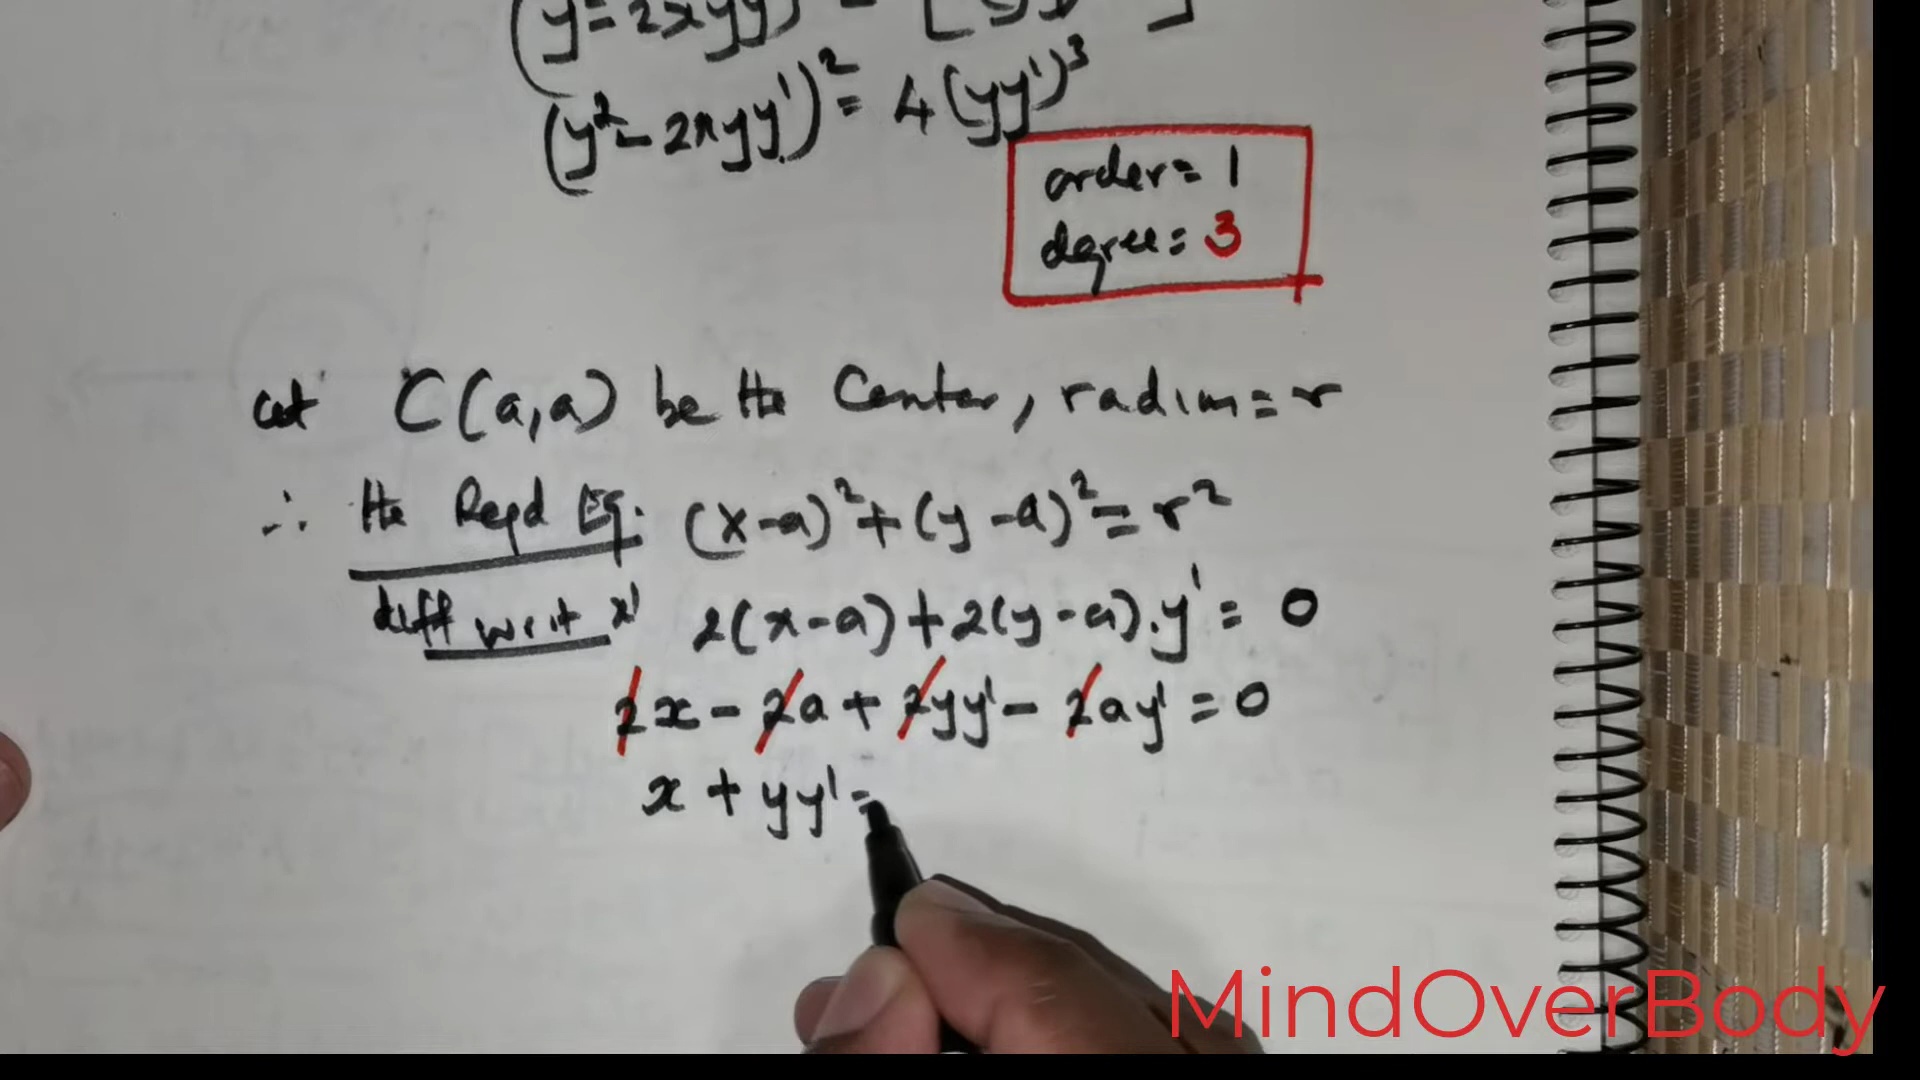 (y² - 2xyy')² = 4(yy')³
order = 1
degree = 3
Let C(a,a) be the Center, radius = r
∴ the Reqd Eq. (x-a)² + (y-a)² = r²
diff w.r.t 'x' 2(x-a) + 2(y-a).y' = 0
2x - 2a + 2yy' - 2ay' = 0
x + yy' =
MindOverBody